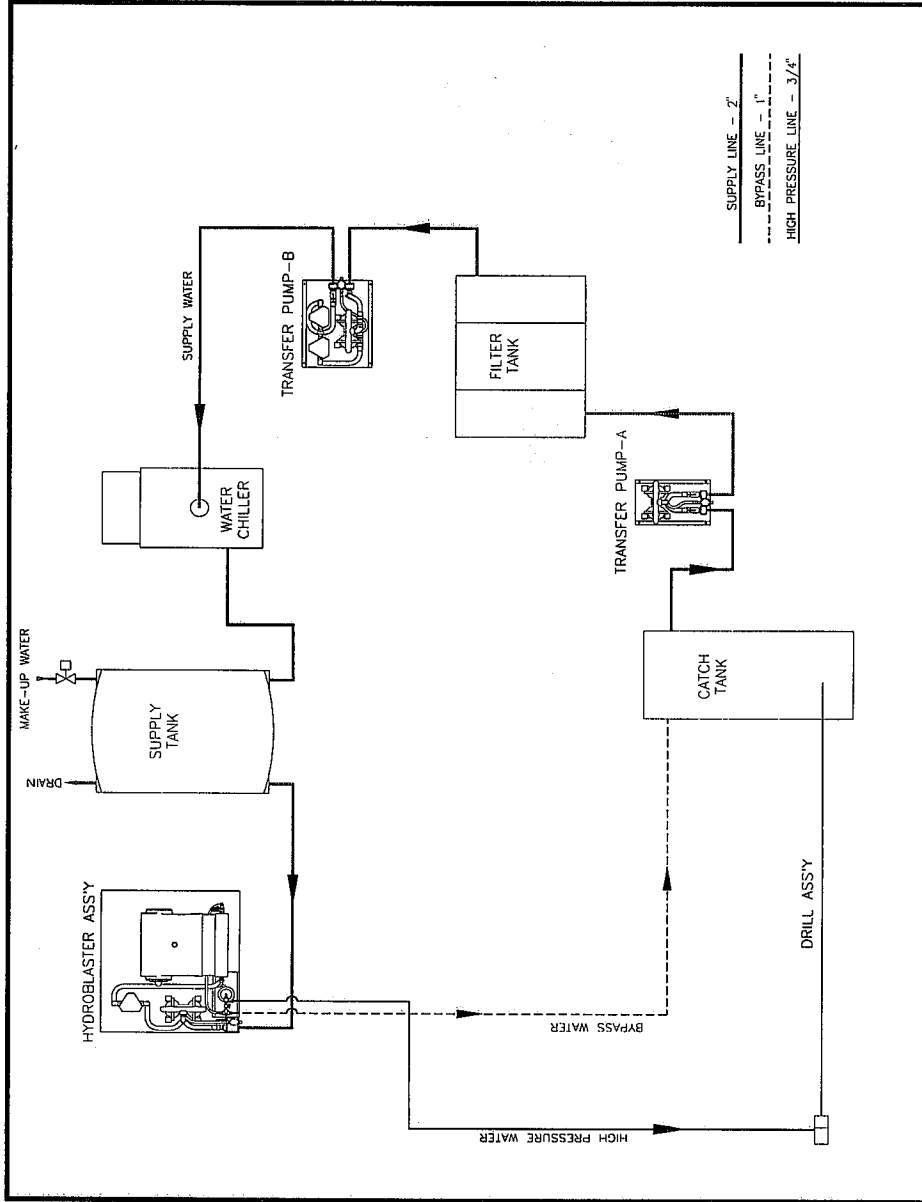 HYDROBLASTER ASS'Y
DRAIN
MAKE-UP WATER
SUPPLY
TANK
WATER
CHILLER
SUPPLY WATER
TRANSFER PUMP-B
FILTER
TANK
TRANSFER PUMP-A
CATCH
TANK
BYPASS WATER
HIGH PRESSURE WATER
DRILL ASS'Y
SUPPLY LINE - 2"
BYPASS LINE - 1"
HIGH PRESSURE LINE - 3/4"